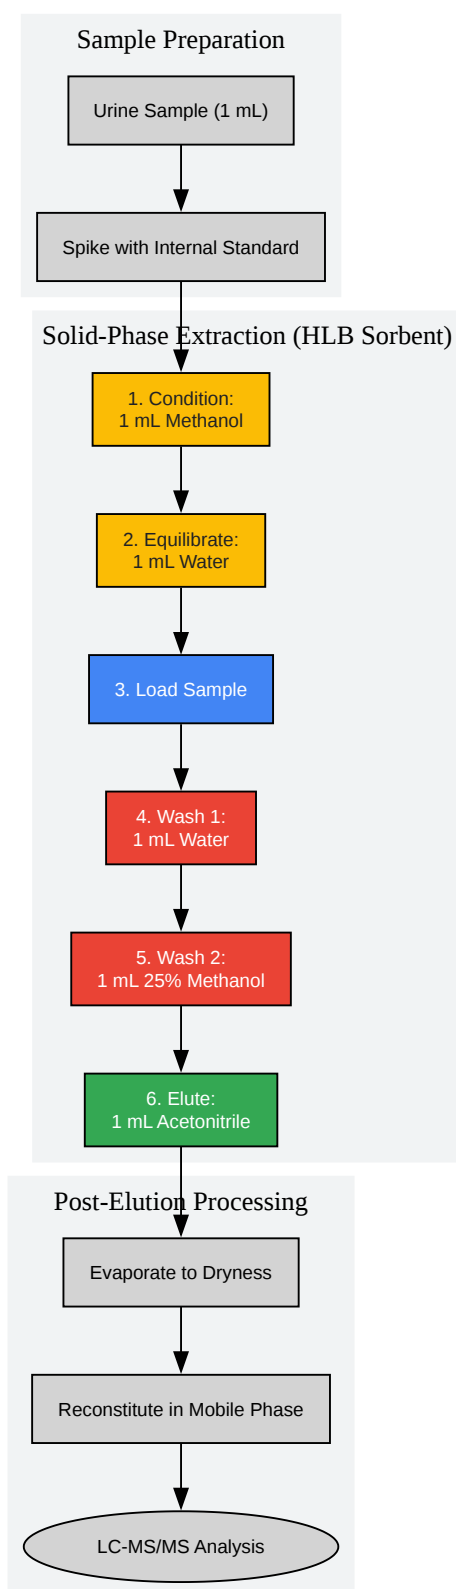 Sample Preparation
Urine Sample (1 mL)
Spike with Internal Standard
Solid-Phase Extraction (HLB Sorbent)
1. Condition:
1 mL Methanol
2. Equilibrate:
1 mL Water
3. Load Sample
4. Wash 1:
1 mL Water
5. Wash 2:
1 mL 25% Methanol
6. Elute:
1 mL Acetonitrile
Post-Elution Processing
Evaporate to Dryness
Reconstitute in Mobile Phase
LC-MS/MS Analysis